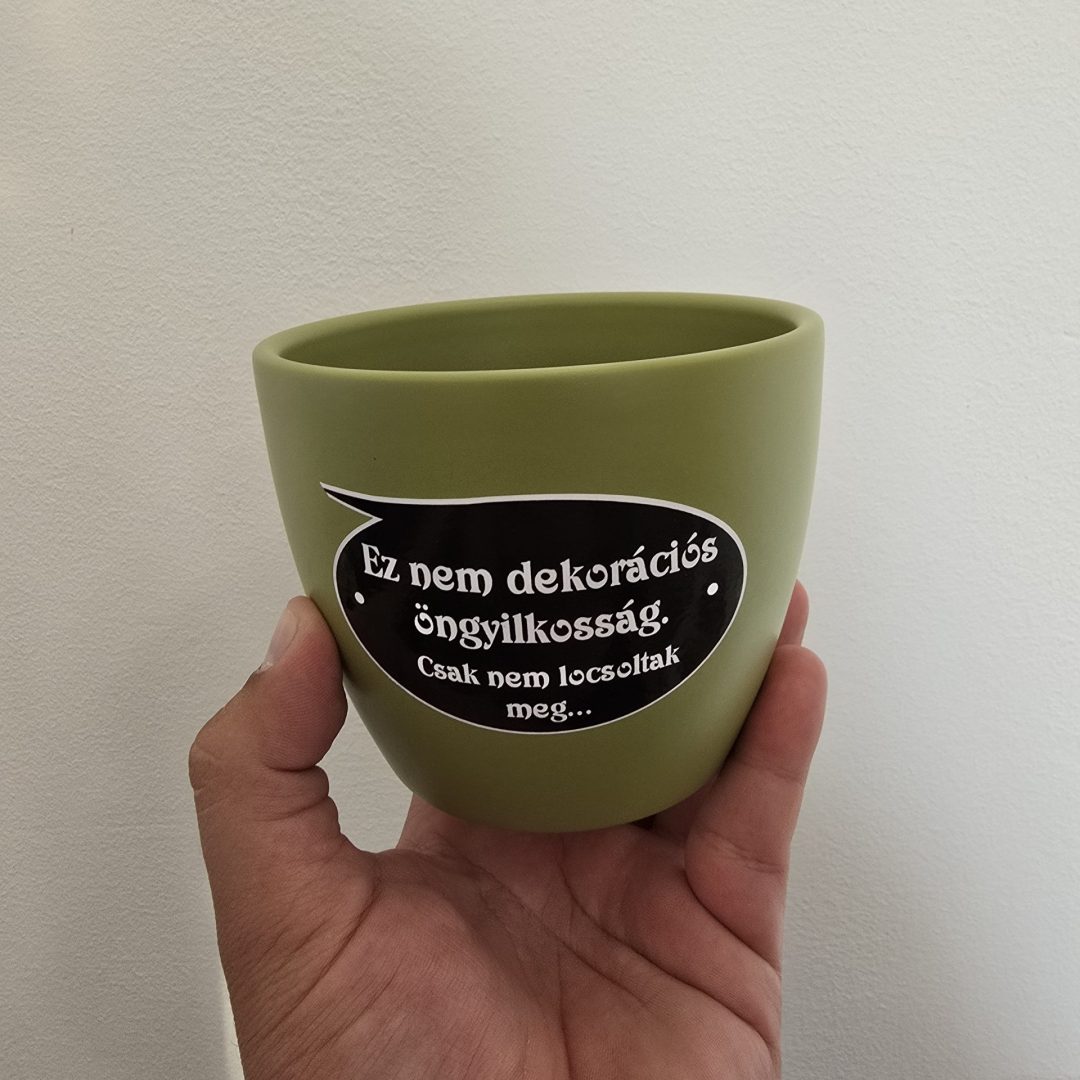 Ez nem dekorációs
öngyilkosság.
Csak nem locsoltak
meg...